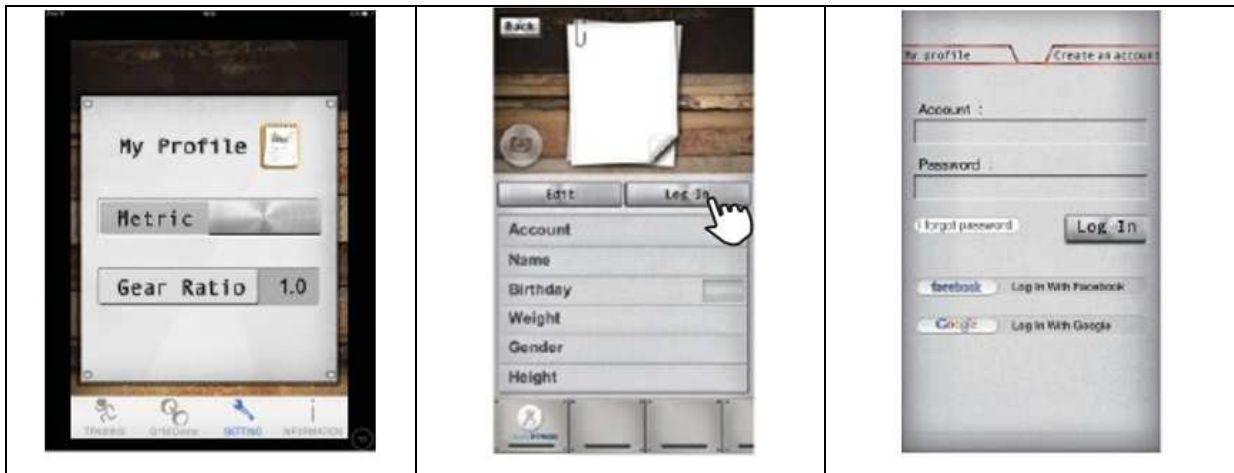 My Profile
Metric
Gear Ratio 1.0
TRAINING
SETTING
INFORMATION
Back
Edit
Log In
Account
Name
Birthday
Weight
Gender
Height
My profile
Create an account
Account :
Password :
I forgot password
Log In
facebook Log In With Facebook
Google Log In With Google